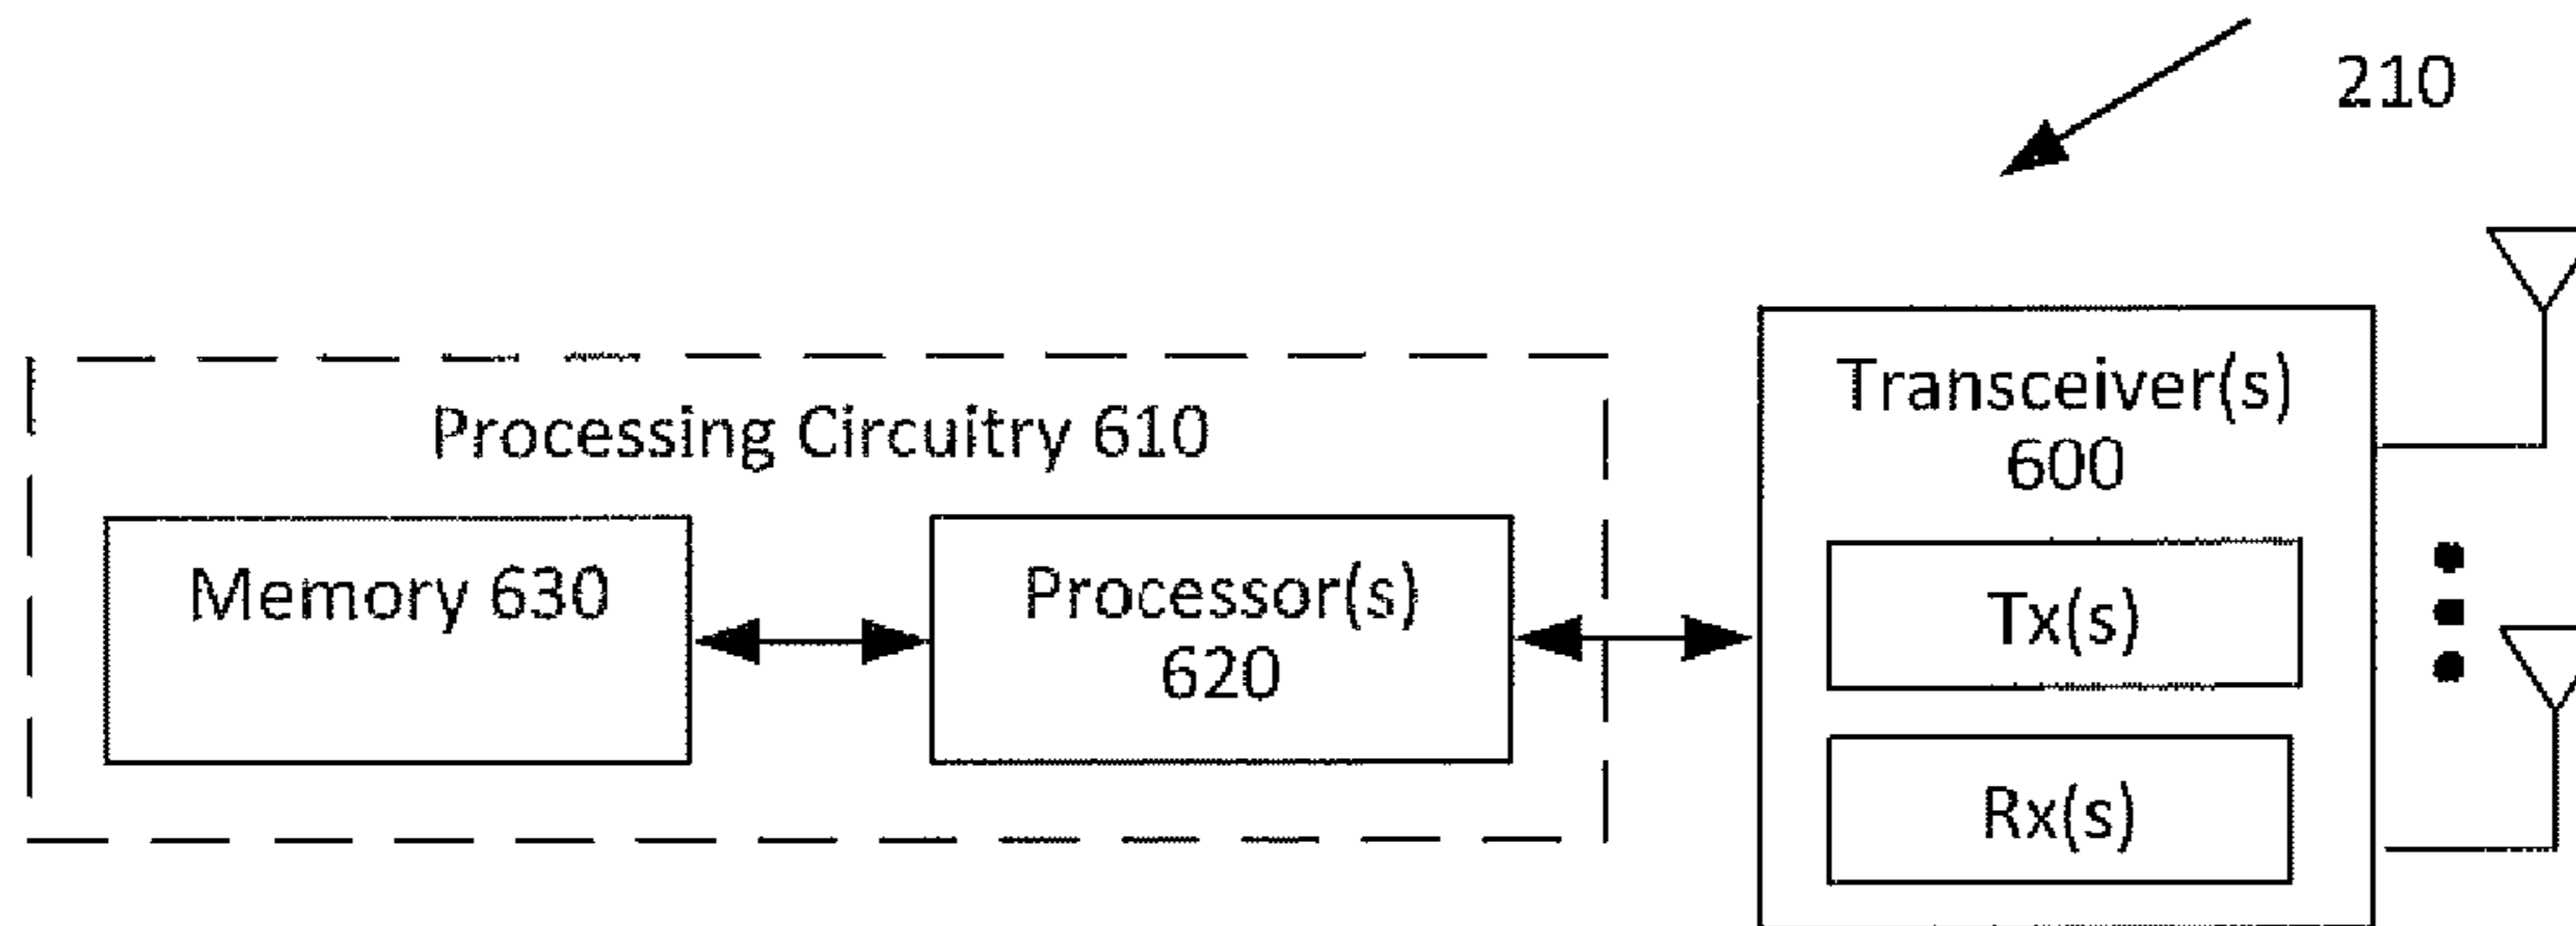 210
Processing Circuitry 610
Memory 630
Processor(s)
620
Transceiver(s)
600
Tx(s)
Rx(s)